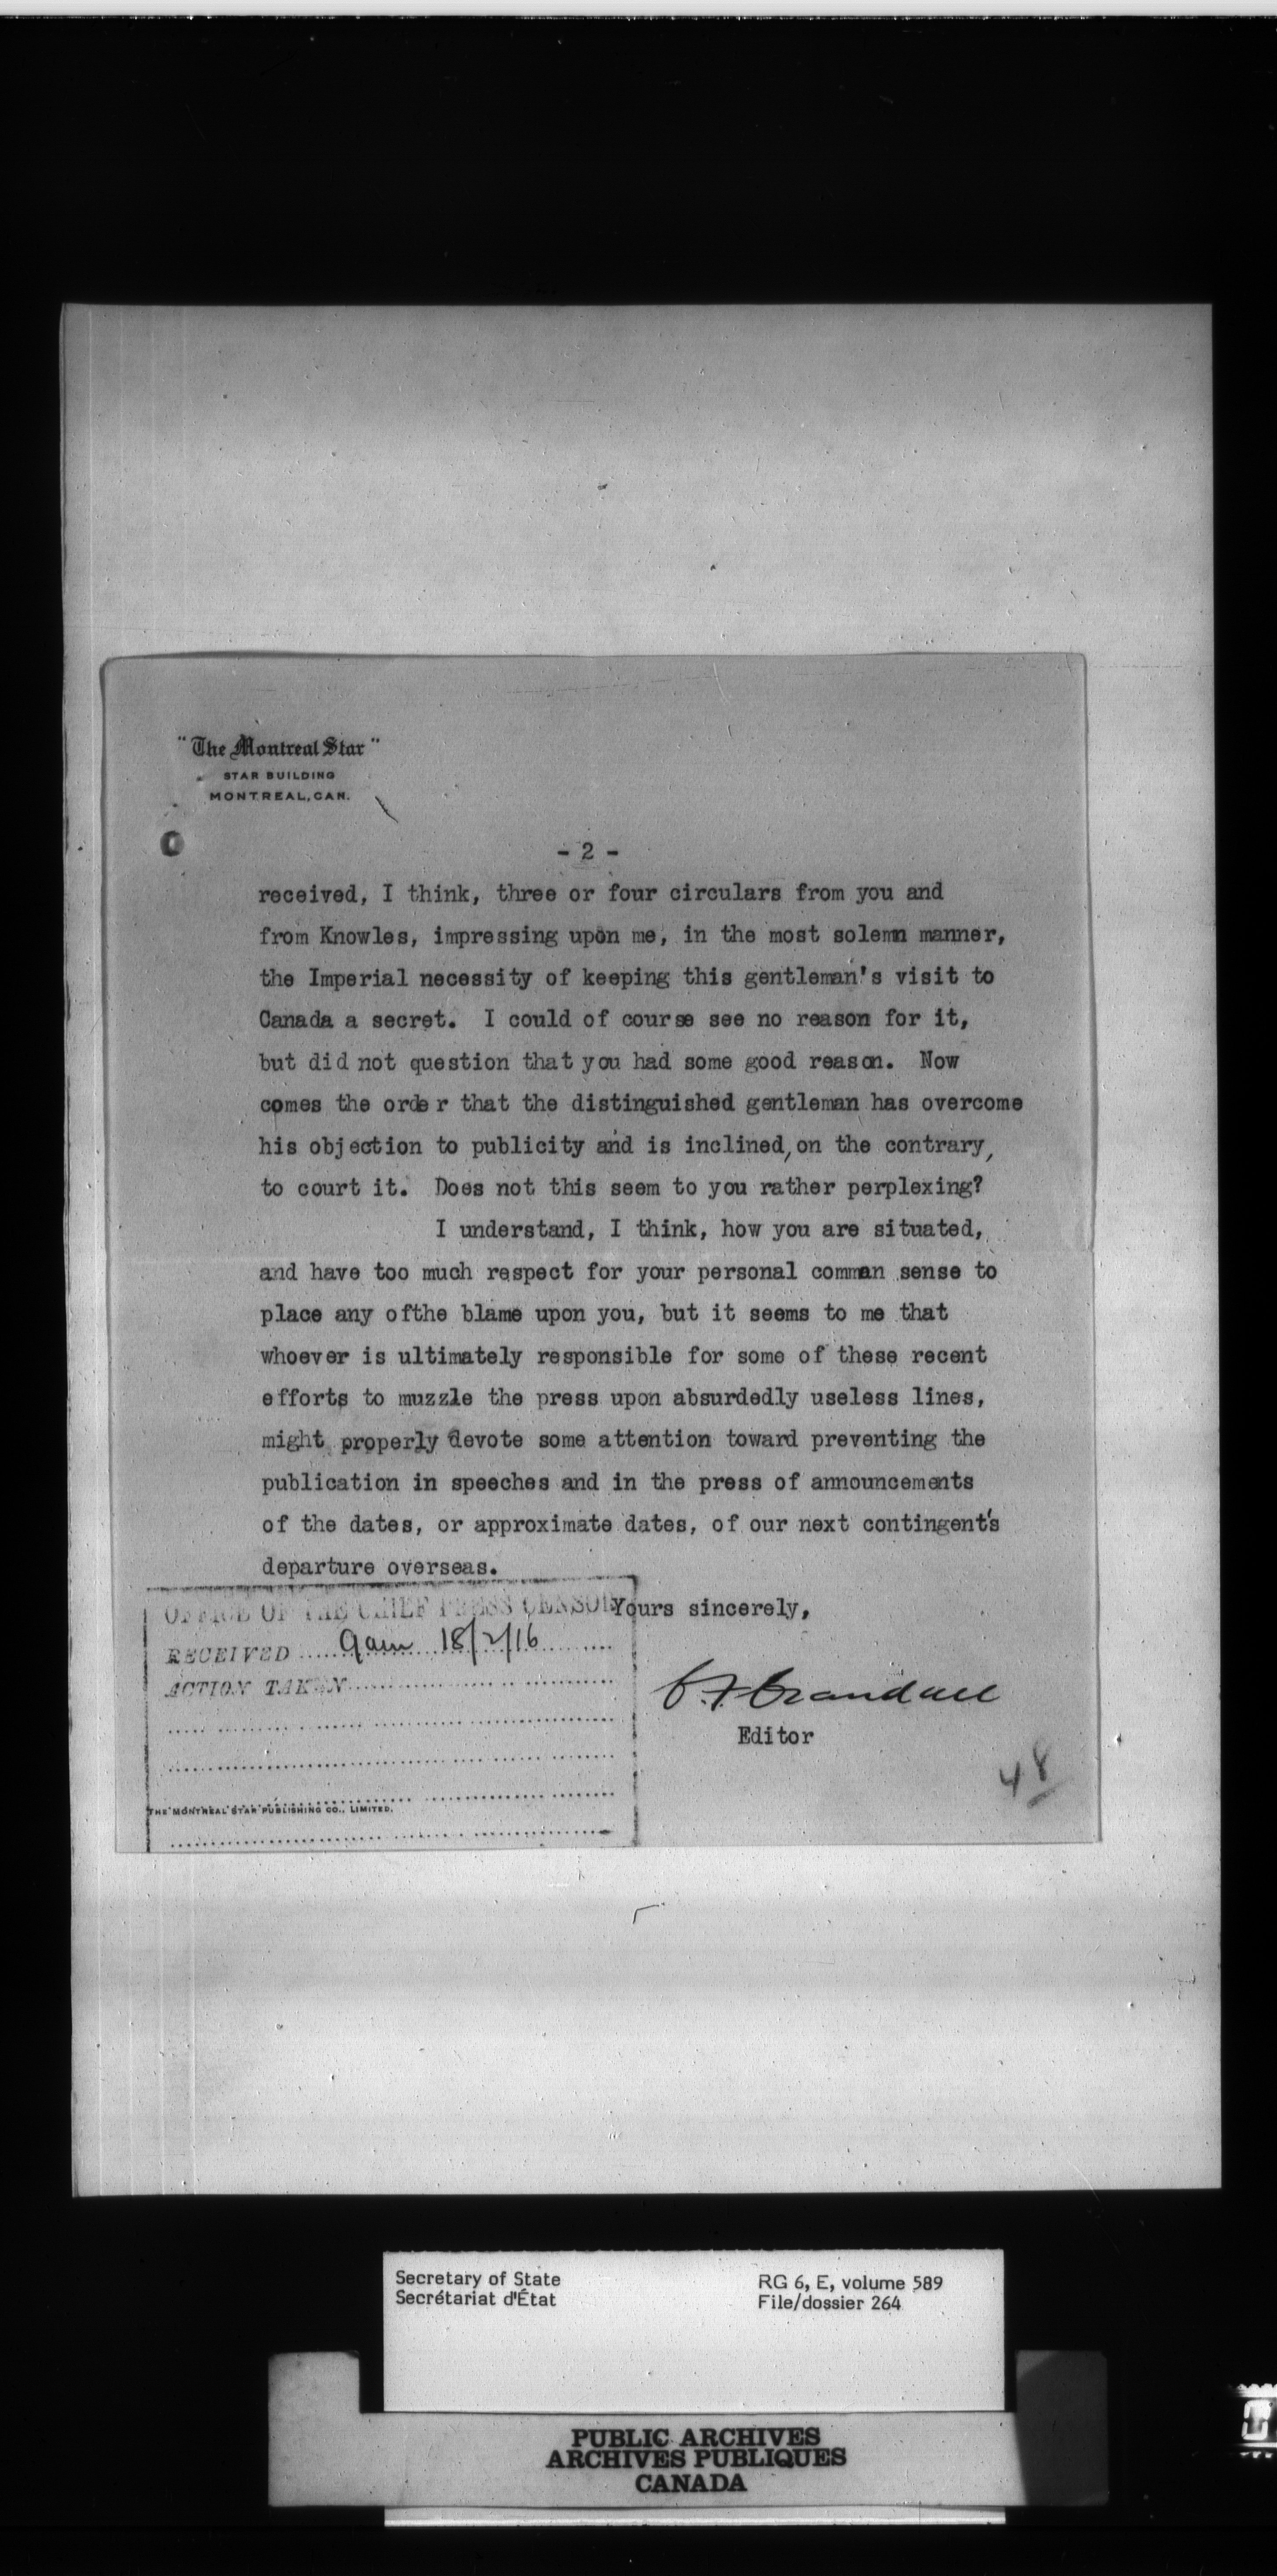 "The Montreal Star"
STAR BUILDING
MONTREAL, CAN.
- 2 -
received, I think, three or four circulars from you and
from Knowles, impressing upon me, in the most solemn manner,
the Imperial necessity of keeping this gentleman's visit to
Canada a secret. I could of course see no reason for it,
but did not question that you had some good reason. Now
comes the order that the distinguished gentleman has overcome
his objection to publicity and is inclined, on the contrary,
to court it. Does not this seem to you rather perplexing?
I understand, I think, how you are situated,
and have too much respect for your personal common sense to
place any ofthe blame upon you, but it seems to me that
whoever is ultimately responsible for some of these recent
efforts to muzzle the press upon absurdedly useless lines,
might properly devote some attention toward preventing the
publication in speeches and in the press of announcements
of the dates, or approximate dates, of our next contingent's
departure overseas.
OFFICE OF THE CHIEF PRESS CENSOR
Yours sincerely,
RECEIVED 9am 18/2/16
ACTION TAKEN
C.F. Crandall
Editor
48
THE MONTREAL STAR PUBLISHING CO., LIMITED.
Secretary of State
Secrétariat d'État
RG 6, E, volume 589
File/dossier 264
PUBLIC ARCHIVES
ARCHIVES PUBLIQUES
CANADA